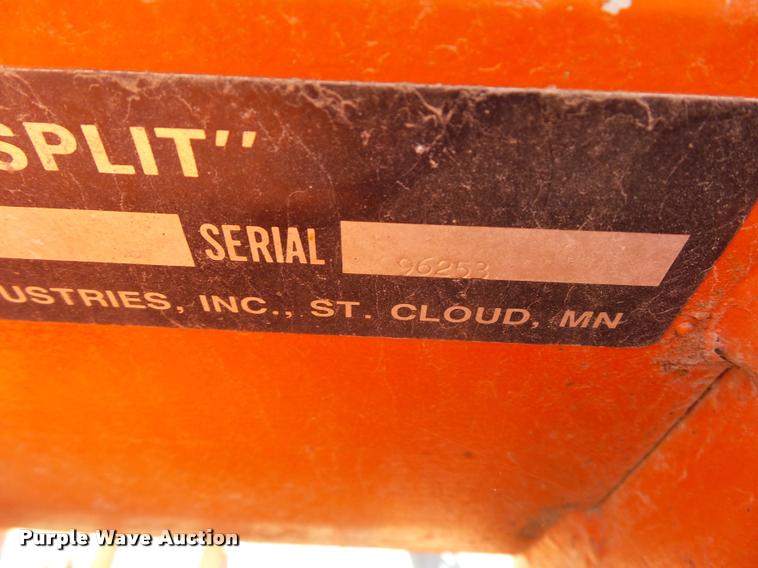 SPLIT"
SERIAL 96253
USTRIES, INC., ST. CLOUD, MN
Purple Wave Auction